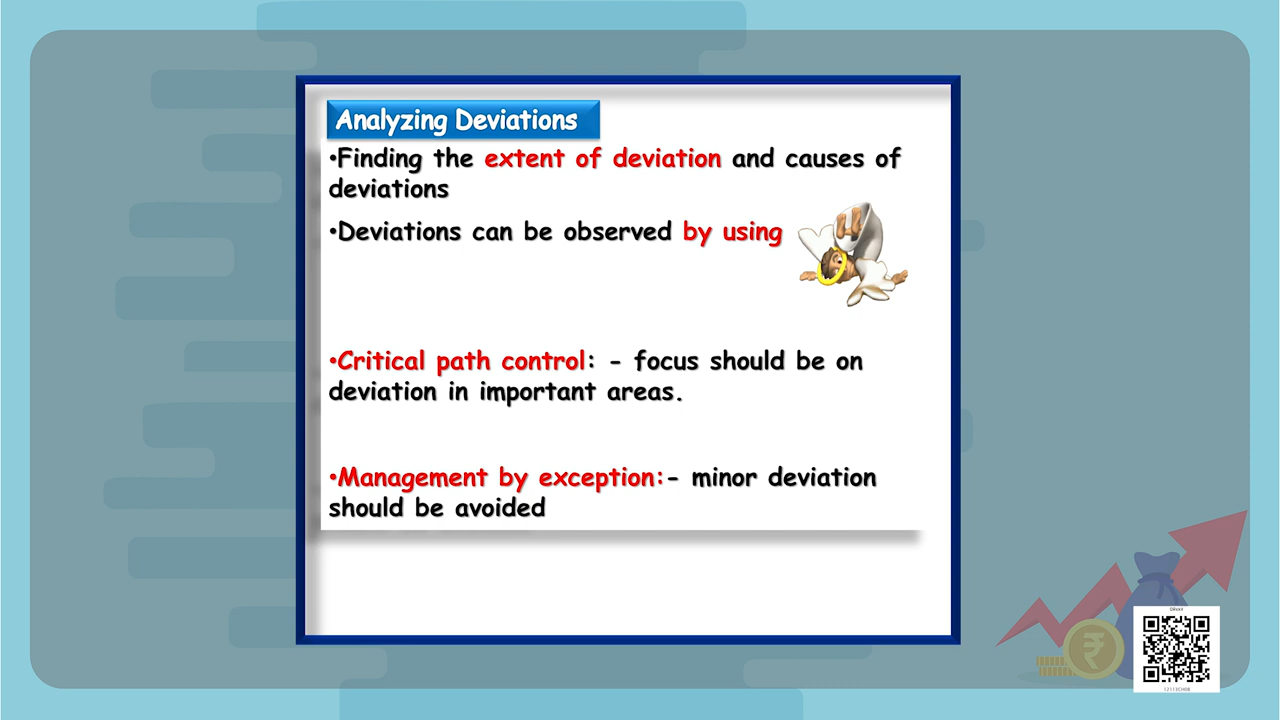 Analyzing Deviations
•Finding the extent of deviation and causes of
deviations
•Deviations can be observed by using
•Critical path control: - focus should be on
deviation in important areas.
•Management by exception:- minor deviation
should be avoided